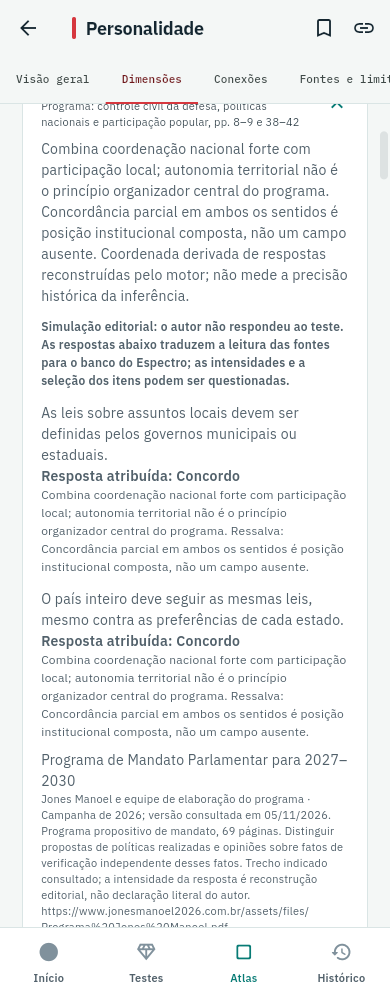 Personalidade
Visão geral Dimensões Conexões Fontes e limit
Programa: controle civil da defesa, políticas
nacionais e participação popular, pp. 8–9 e 38–42
Combina coordenação nacional forte com
participação local; autonomia territorial não é
o princípio organizador central do programa.
Concordância parcial em ambos os sentidos é
posição institucional composta, não um campo
ausente. Coordenada derivada de respostas
reconstruídas pelo motor; não mede a precisão
histórica da inferência.
Simulação editorial: o autor não respondeu ao teste.
As respostas abaixo traduzem a leitura das fontes
para o banco do Espectro; as intensidades e a
seleção dos itens podem ser questionadas.
As leis sobre assuntos locais devem ser
definidas pelos governos municipais ou
estaduais.
Resposta atribuída: Concordo
Combina coordenação nacional forte com participação
local; autonomia territorial não é o princípio
organizador central do programa. Ressalva:
Concordância parcial em ambos os sentidos é posição
institucional composta, não um campo ausente.
O país inteiro deve seguir as mesmas leis,
mesmo contra as preferências de cada estado.
Resposta atribuída: Concordo
Combina coordenação nacional forte com participação
local; autonomia territorial não é o princípio
organizador central do programa. Ressalva:
Concordância parcial em ambos os sentidos é posição
institucional composta, não um campo ausente.
Programa de Mandato Parlamentar para 2027–
2030
Jones Manoel e equipe de elaboração do programa ·
Campanha de 2026; versão consultada em 05/11/2026.
Programa propositivo de mandato, 69 páginas. Distinguir
propostas de políticas realizadas e opiniões sobre fatos de
verificação independente desses fatos. Trecho indicado
consultado; a intensidade da resposta é reconstrução
editorial, não declaração literal do autor.
https://www.jonesmanoel2026.com.br/assets/files/
Programa%20Jones%20Manoel.pdf
Início Testes Atlas Histórico